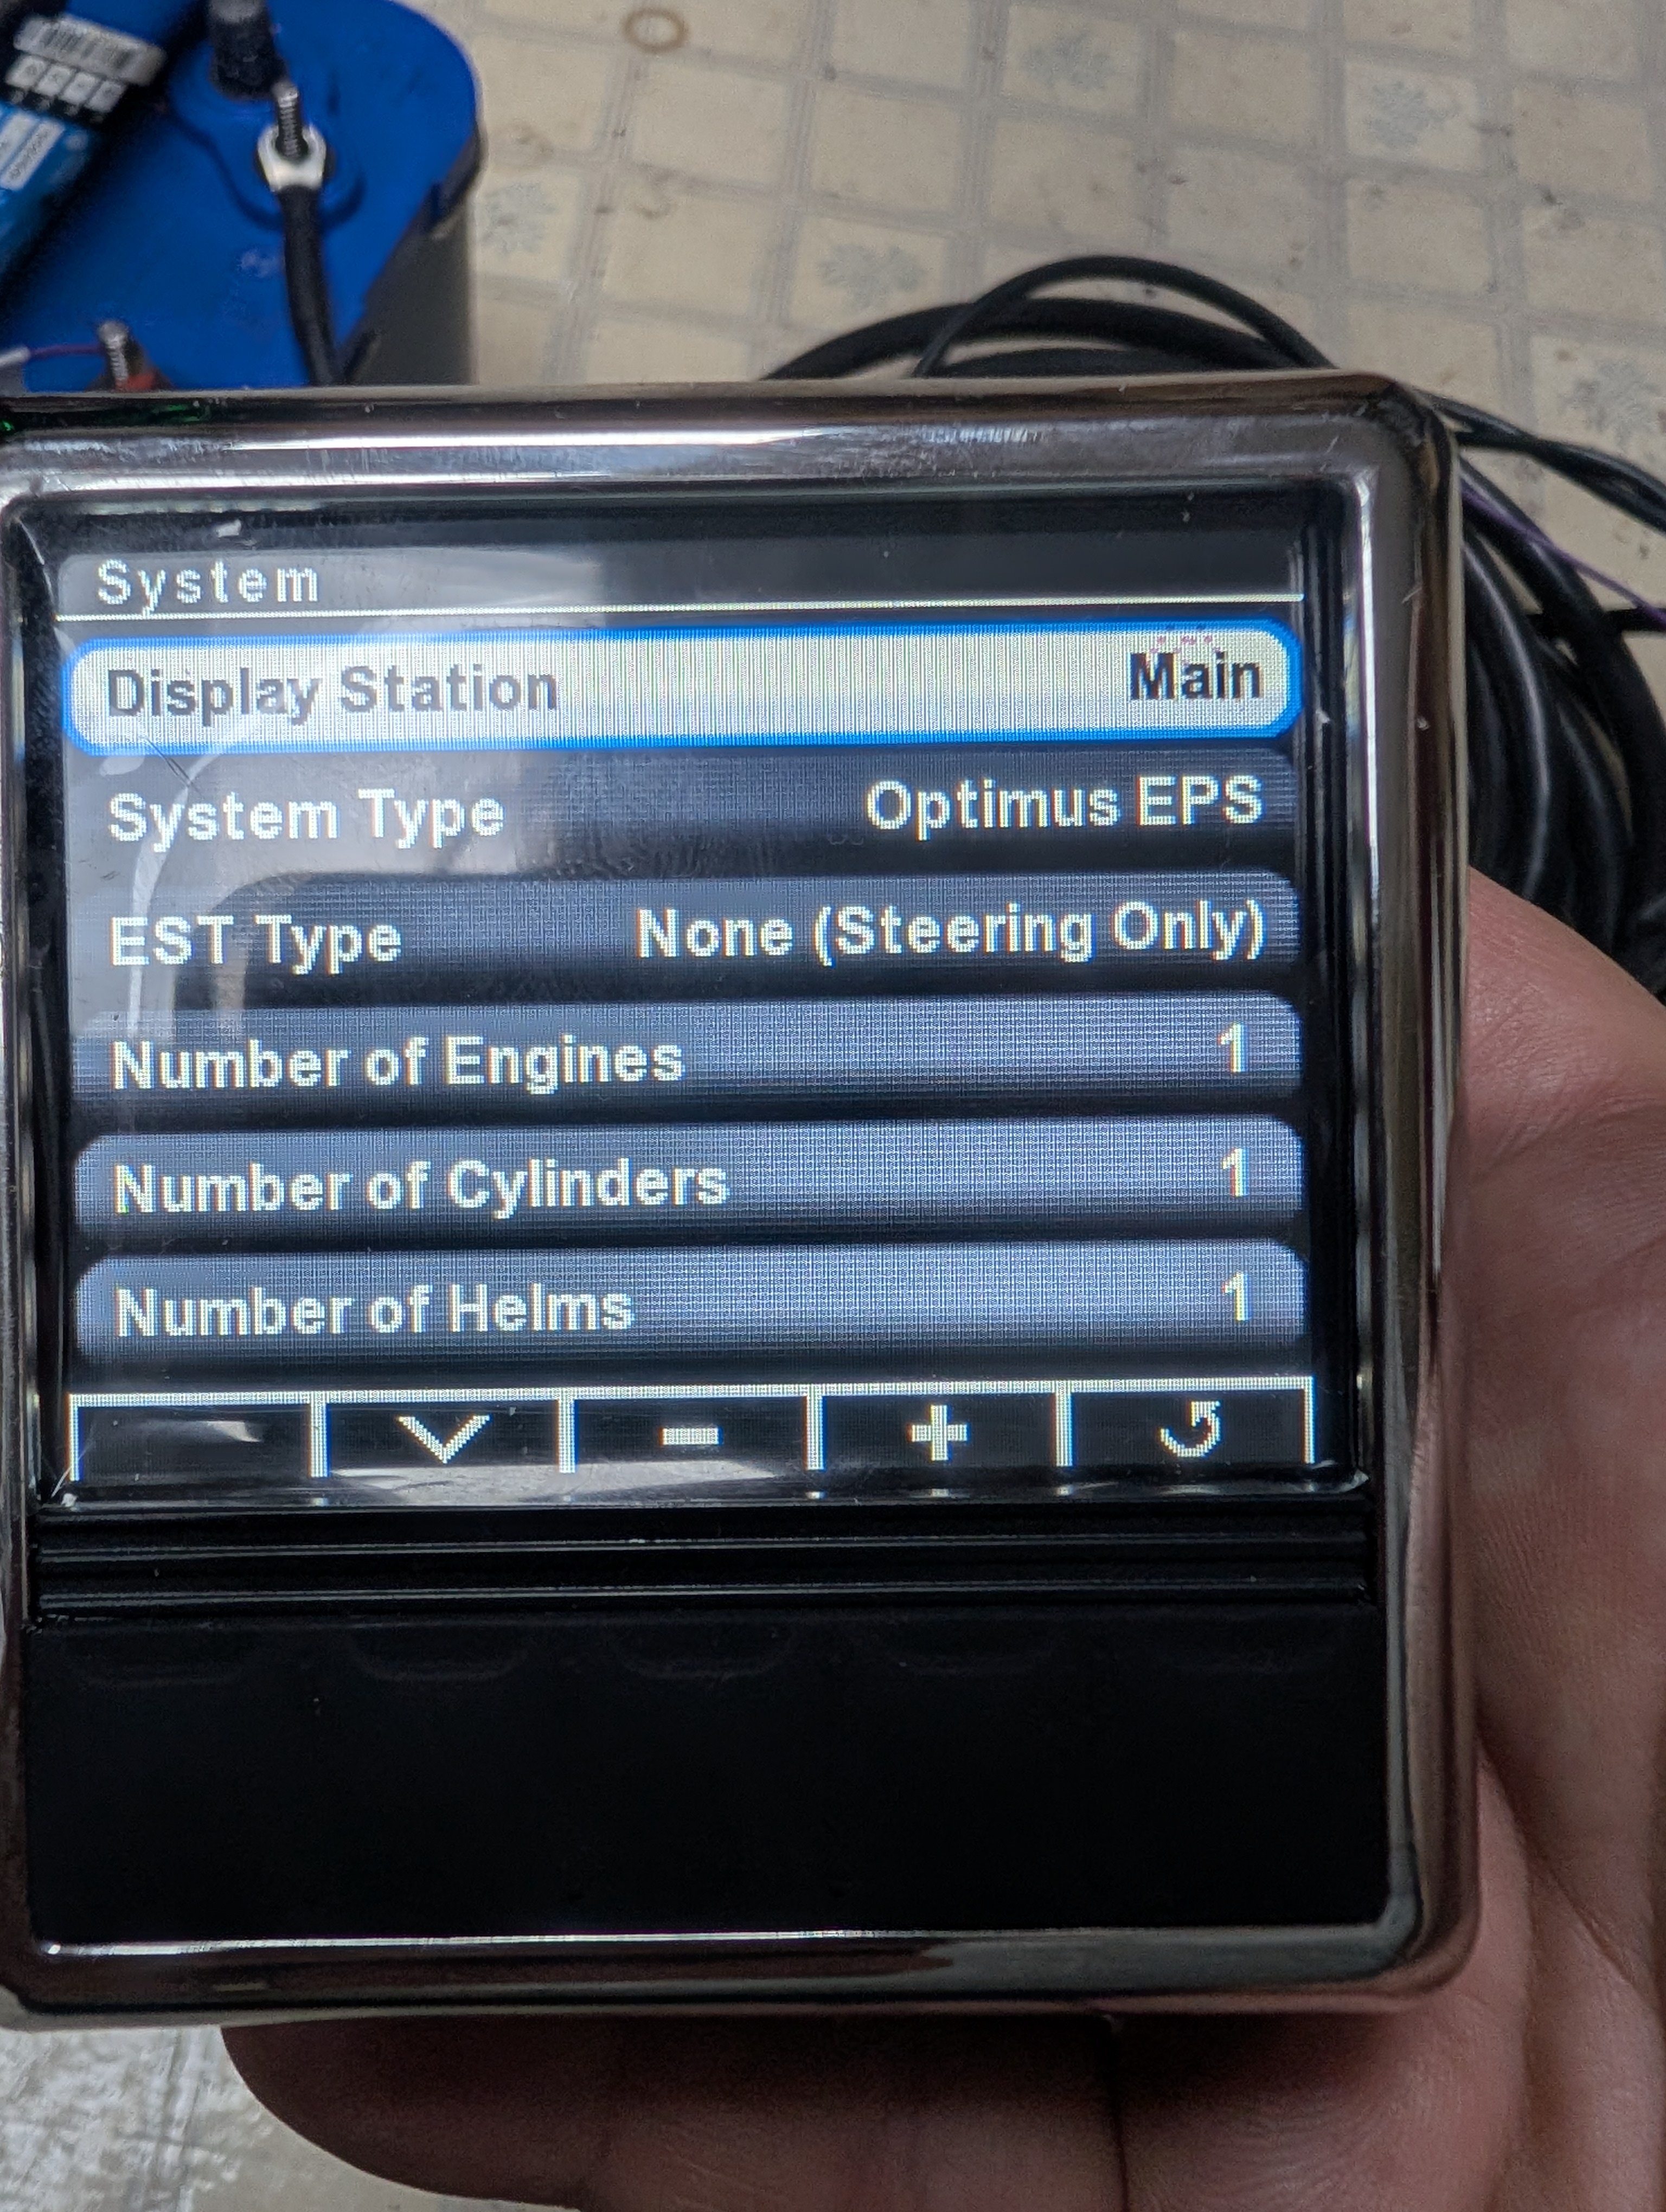 System
Display Station Main
System Type Optimus EPS
EST Type None (Steering Only)
Number of Engines 1
Number of Cylinders 1
Number of Helms 1